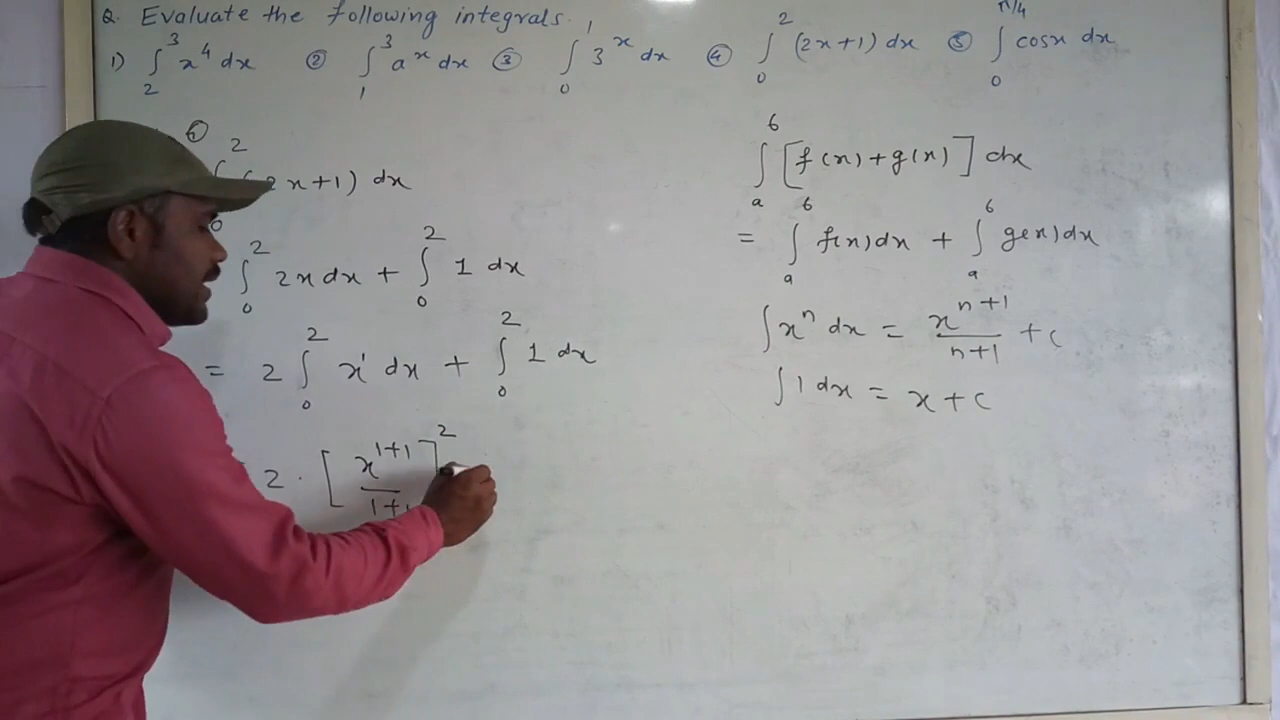 Q. Evaluate the following integrals.
1) ∫₂³ x⁴ dx ② ∫₁³ aˣ dx ③ ∫₀¹ 3ˣ dx ④ ∫₀² (2x+1) dx ⑤ ∫₀^(π/4) cosx dx
④
∫₀² (2x+1) dx
∫₀² 2x dx + ∫₀² 1 dx
= 2 ∫₀² x¹ dx + ∫₀² 1 dx
2 · [x^(1+1)/1+1]²
∫ₐᵇ [f(x)+g(x)] dx
= ∫ₐᵇ f(x)dx + ∫ₐᵇ g(x)dx
∫xⁿ dx = x^(n+1)/n+1 + c
∫1 dx = x+c